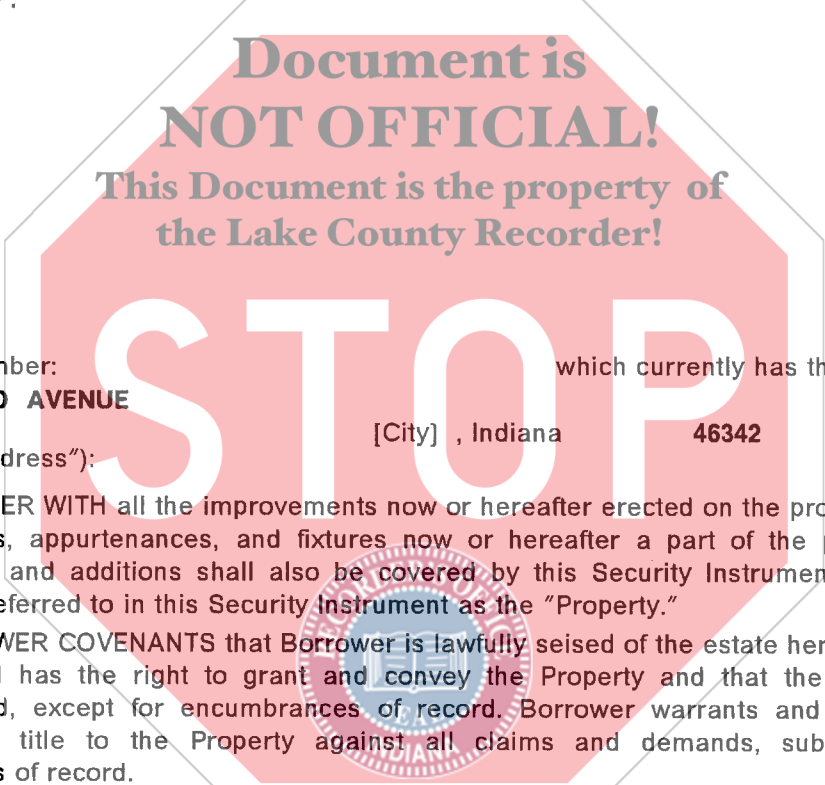 Document is
NOT OFFICIAL!
This Document is the property of
the Lake County Recorder!
STOP
mber: which currently has th
D AVENUE
[City] , Indiana 46342
dress"):
ER WITH all the improvements now or hereafter erected on the pro
s, appurtenances, and fixtures now or hereafter a part of the p
and additions shall also be covered by this Security Instrumen
eferred to in this Security Instrument as the "Property."
WER COVENANTS that Borrower is lawfully seised of the estate her
has the right to grant and convey the Property and that the
d, except for encumbrances of record. Borrower warrants and
title to the Property against all claims and demands, sub
s of record.
INDIANA